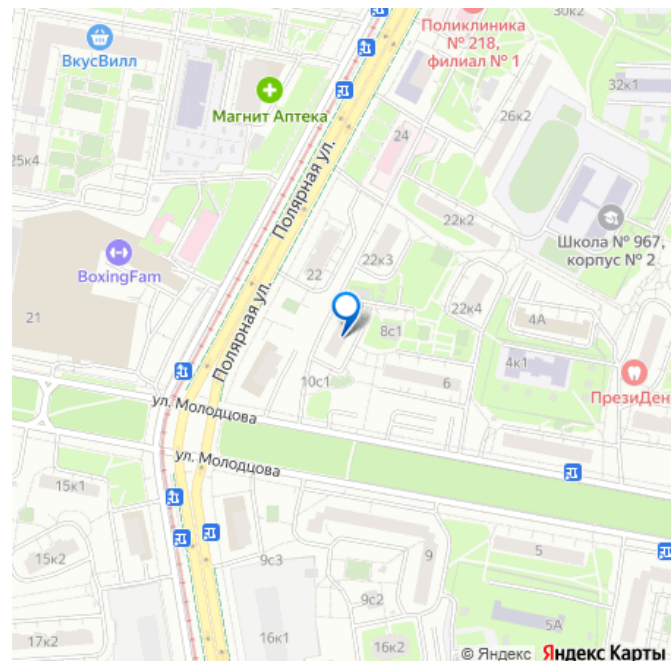 Поликлиника
№ 218,
филиал № 1
30к2
ВкусВилл
32к1
Магнит Аптека
26к2
24
25к4
Полярная ул.
22к2
Школа № 967,
корпус № 2
22к3
BoxingFam
22
22к4
21
4А
8с1
Полярная ул.
4к1
10с1
6
ПрезиДен
ул. Молодцова
ул. Молодцова
15к1
15к2
9с3
9
5
9с2
5А
17к2
16к1
16к2
© Яндекс Яндекс Карты